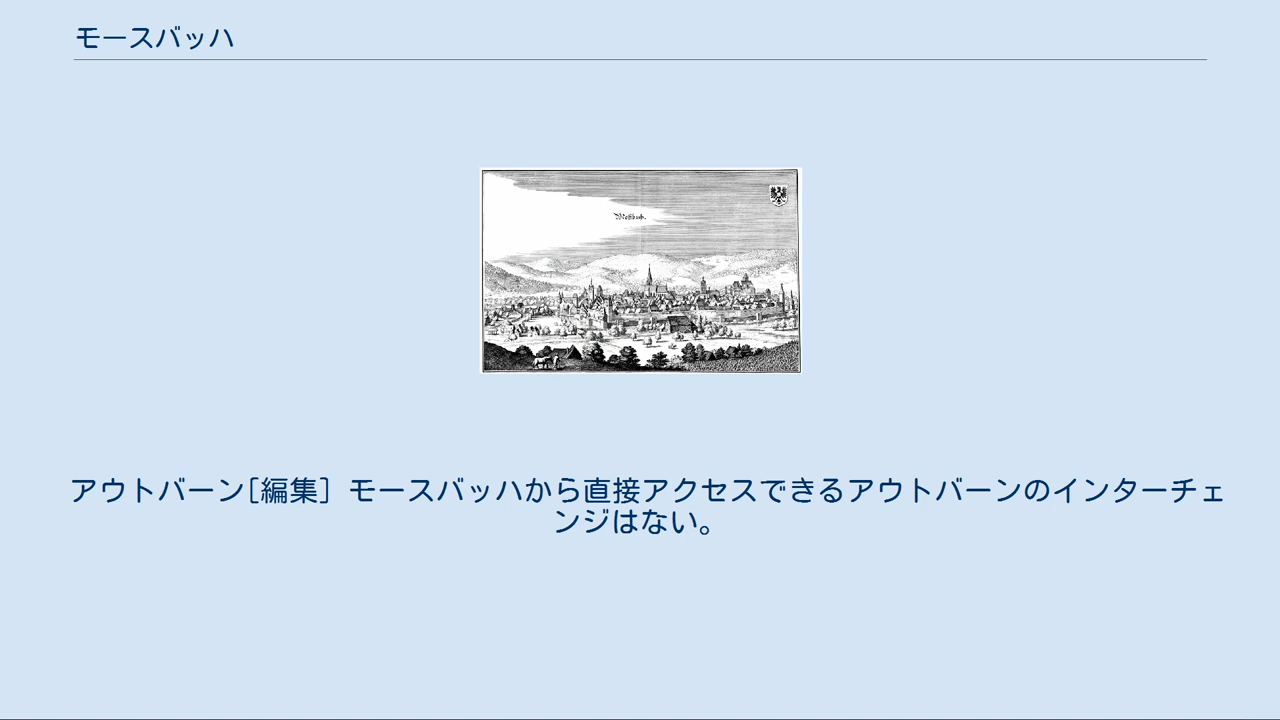 モースバッハ
Moßbach.
アウトバーン[編集] モースバッハから直接アクセスできるアウトバーンのインターチェ
ンジはない。